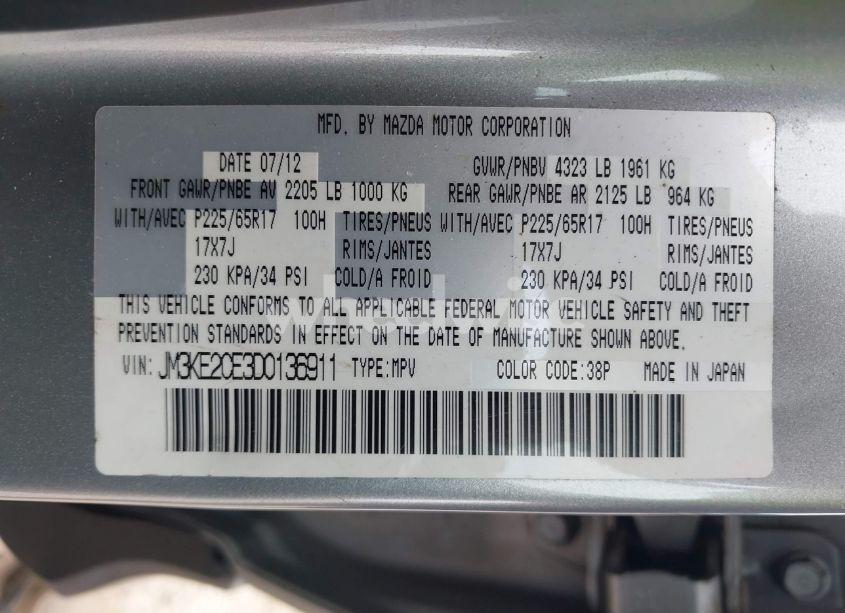 MFD. BY MAZDA MOTOR CORPORATION
DATE 07/12 GVWR/PNBV 4323 LB 1961 KG
FRONT GAWR/PNBE AV 2205 LB 1000 KG REAR GAWR/PNBE AR 2125 LB 964 KG
WITH/AVEC P225/65R17 100H TIRES/PNEUS WITH/AVEC P225/65R17 100H TIRES/PNEUS
17X7J RIMS/JANTES 17X7J RIMS/JANTES
230 KPA/34 PSI COLD/A FROID 230 KPA/34 PSI COLD/A FROID
THIS VEHICLE CONFORMS TO ALL APPLICABLE FEDERAL MOTOR VEHICLE SAFETY AND THEFT
PREVENTION STANDARDS IN EFFECT ON THE DATE OF MANUFACTURE SHOWN ABOVE.
VIN: JM3KE2CE3D0136911 TYPE:MPV COLOR CODE:38P MADE IN JAPAN